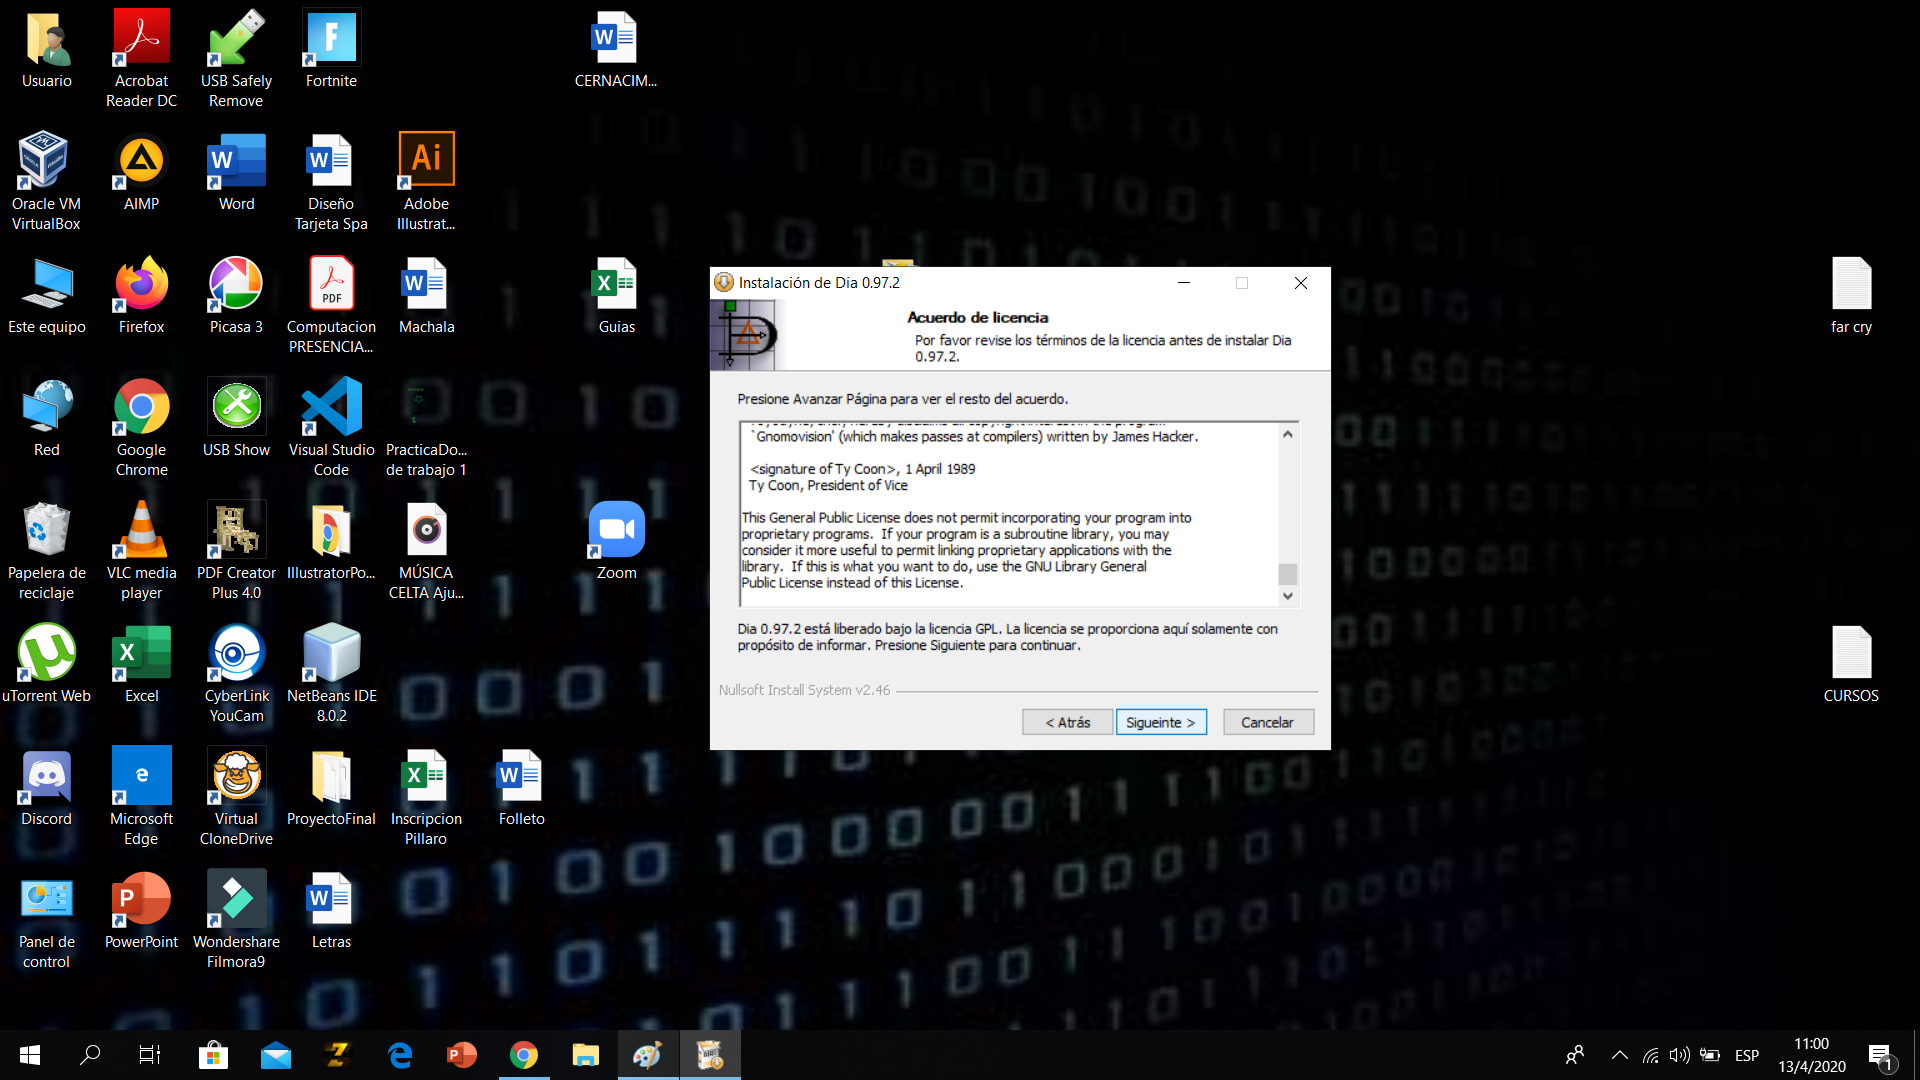 Usuario
Acrobat
Reader DC
USB Safely
Remove
Fortnite
CERNACIM...
Oracle VM
VirtualBox
AIMP
Word
Diseño
Tarjeta Spa
Adobe
Illustrat...
Este equipo
Firefox
Picasa 3
Computacion
PRESENCIA...
Machala
Guias
far cry
Red
Google
Chrome
USB Show
Visual Studio
Code
PracticaDo...
de trabajo 1
Papelera de
reciclaje
VLC media
player
PDF Creator
Plus 4.0
IllustratorPo...
MÚSICA
CELTA Aju...
Zoom
uTorrent Web
Excel
CyberLink
YouCam
NetBeans IDE
8.0.2
CURSOS
Discord
Microsoft
Edge
Virtual
CloneDrive
ProyectoFinal
Inscripcion
Pillaro
Folleto
Panel de
control
PowerPoint
Wondershare
Filmora9
Letras
Instalación de Dia 0.97.2
Acuerdo de licencia
Por favor revise los términos de la licencia antes de instalar Dia
0.97.2.
Presione Avanzar Página para ver el resto del acuerdo.
`Gnomovision' (which makes passes at compilers) written by James Hacker.
<signature of Ty Coon>, 1 April 1989
Ty Coon, President of Vice
This General Public License does not permit incorporating your program into
proprietary programs.  If your program is a subroutine library, you may
consider it more useful to permit linking proprietary applications with the
library.  If this is what you want to do, use the GNU Library General
Public License instead of this License.
Dia 0.97.2 está liberado bajo la licencia GPL. La licencia se proporciona aquí solamente con
propósito de informar. Presione Siguiente para continuar.
Nullsoft Install System v2.46
< Atrás
Sigueinte >
Cancelar
ESP
11:00
13/4/2020
1